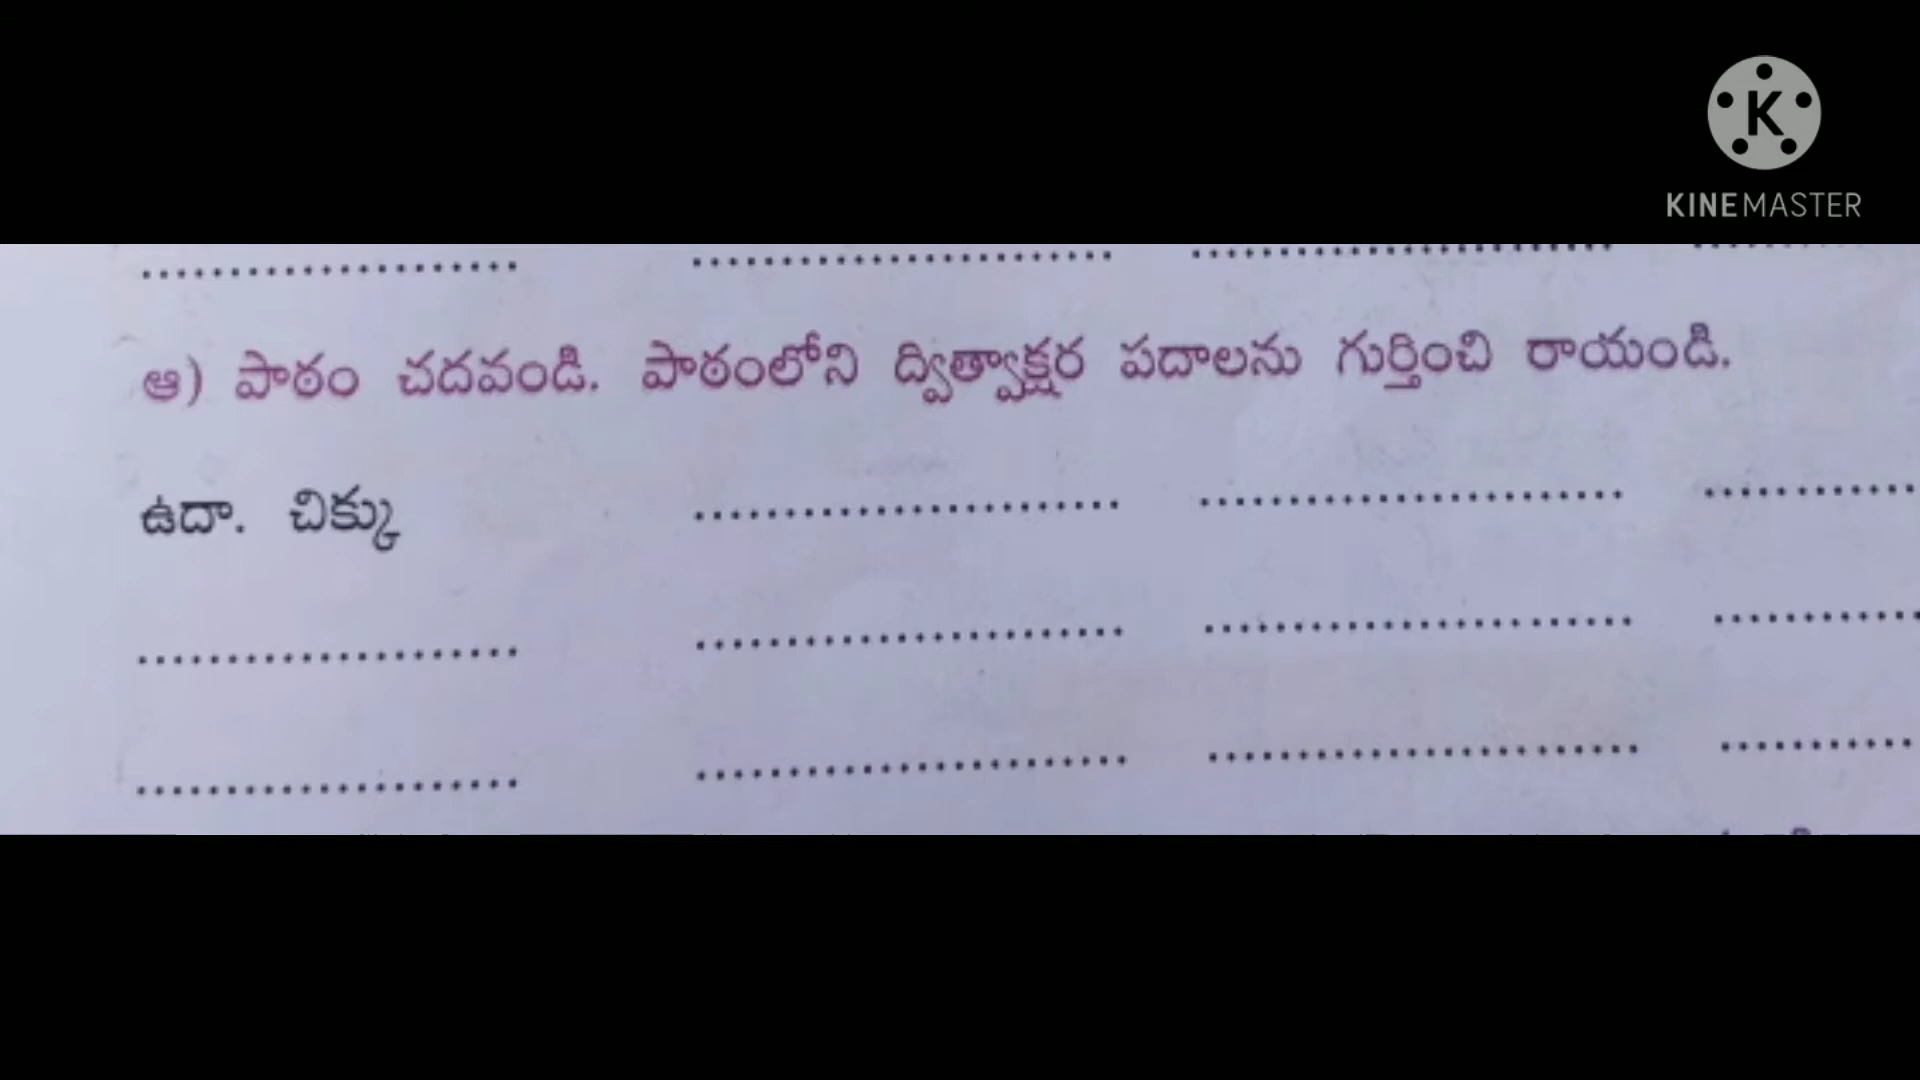 K
KINEMASTER
ఆ) పాఠం చదవండి. పాఠంలోని ద్విత్వాక్షర పదాలను గుర్తించి రాయండి.
ఉదా. చిక్కు